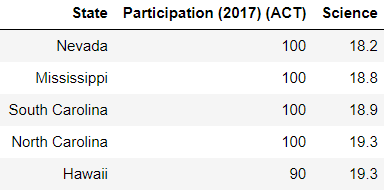 State Participation (2017) (ACT) Science
Nevada 100 18.2
Mississippi 100 18.8
South Carolina 100 18.9
North Carolina 100 19.3
Hawaii 90 19.3